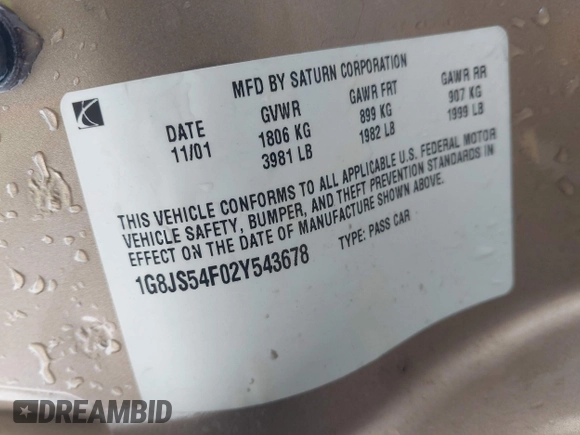 MFD BY SATURN CORPORATION
DATE GVWR GAWR FRT GAWR RR
11/01 1806 KG 899 KG 907 KG
3981 LB 1982 LB 1999 LB
THIS VEHICLE CONFORMS TO ALL APPLICABLE U.S. FEDERAL MOTOR
VEHICLE SAFETY, BUMPER, AND THEFT PREVENTION STANDARDS IN
EFFECT ON THE DATE OF MANUFACTURE SHOWN ABOVE.
1G8JS54F02Y543678 TYPE: PASS CAR
DREAMBID